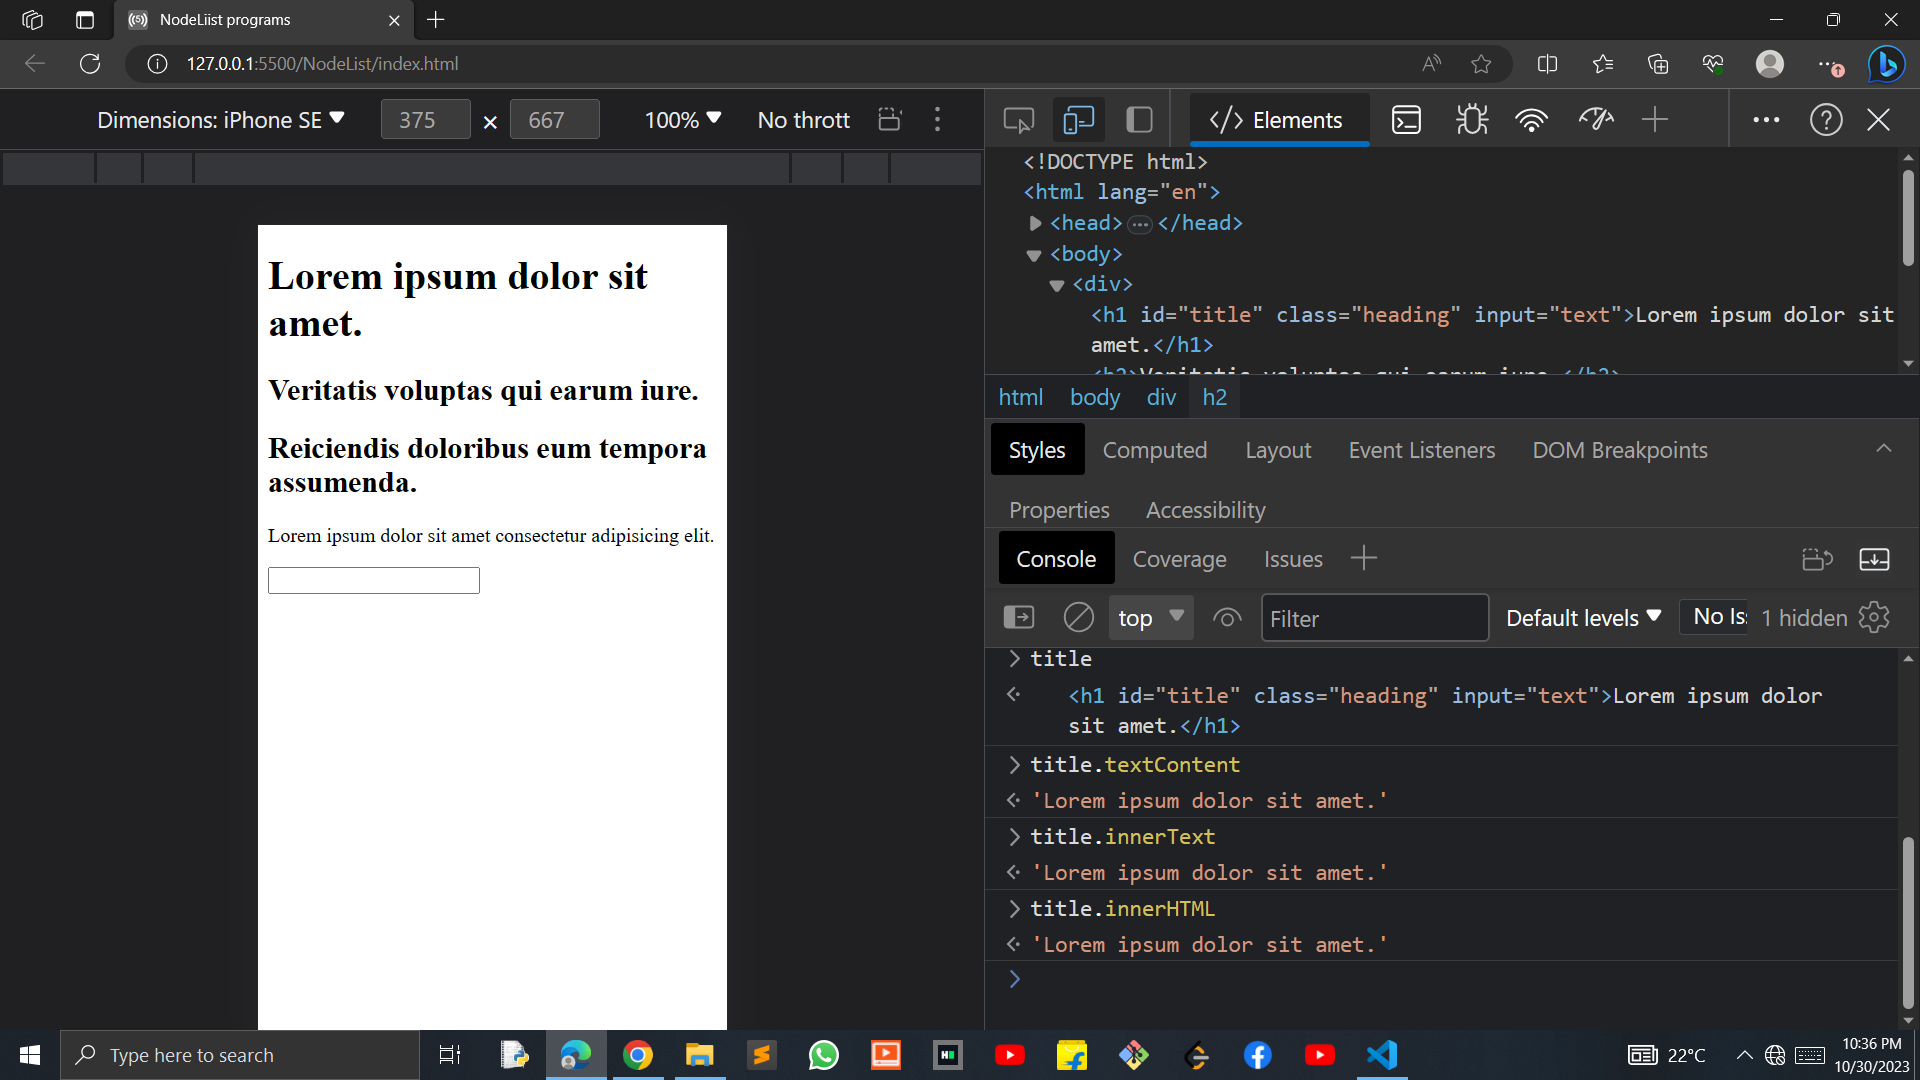 NodeLiist programs
127.0.0.1:5500/NodeList/index.html
Dimensions: iPhone SE 375 × 667 100% No thrott
Elements
<!DOCTYPE html>
<html lang="en">
<head> ... </head>
<body>
<div>
<h1 id="title" class="heading" input="text">Lorem ipsum dolor sit
amet.</h1>
<h2>Veritatis voluptas qui earum iure.</h2>
html body div h2
Styles Computed Layout Event Listeners DOM Breakpoints
Properties Accessibility
Console Coverage Issues
top Filter Default levels No Is 1 hidden
title
<h1 id="title" class="heading" input="text">Lorem ipsum dolor
sit amet.</h1>
title.textContent
'Lorem ipsum dolor sit amet.'
title.innerText
'Lorem ipsum dolor sit amet.'
title.innerHTML
'Lorem ipsum dolor sit amet.'
Lorem ipsum dolor sit
amet.
Veritatis voluptas qui earum iure.
Reiciendis doloribus eum tempora
assumenda.
Lorem ipsum dolor sit amet consectetur adipisicing elit.
Type here to search
22°C
10:36 PM
10/30/2023